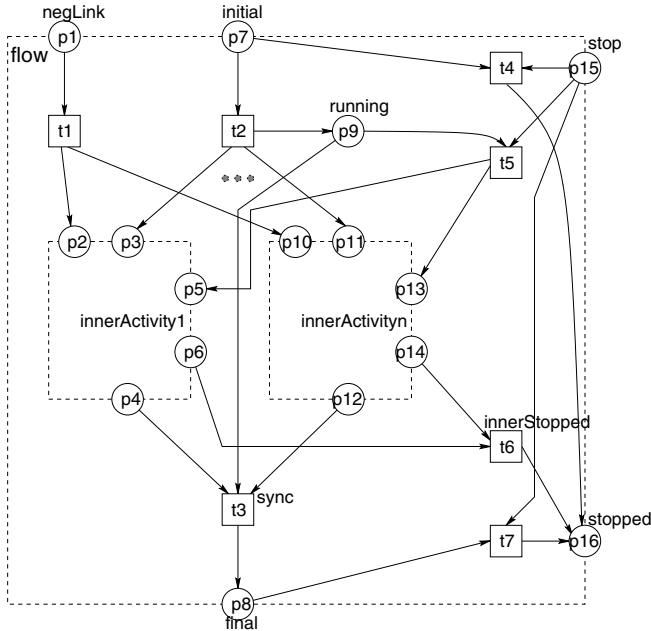 negLink
initial
p1
p7
stop
flow
t4
p15
running
t1
t2
p9
t5
***
p2
p3
p10
p11
p5
p13
innerActivity1
innerActivityn
p6
p14
p4
p12
innerStopped
t6
t3
sync
stopped
t7
p16
p8
final